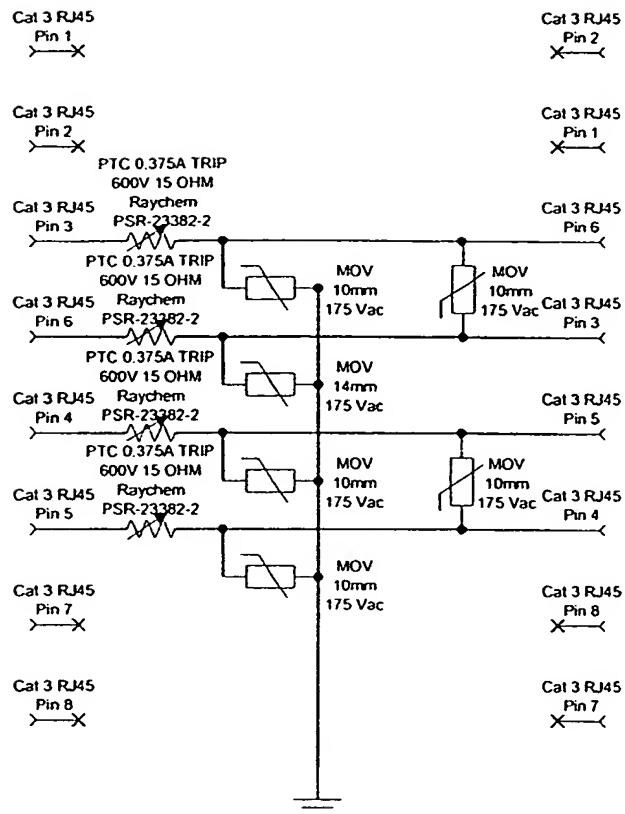 Cat 3 RJ45
Pin 1
Cat 3 RJ45
Pin 2
Cat 3 RJ45
Pin 2
Cat 3 RJ45
Pin 1
PTC 0.375A TRIP
600V 15 OHM
Raychem
PSR-23382-2
Cat 3 RJ45
Pin 3
Cat 3 RJ45
Pin 6
PTC 0.375A TRIP
600V 15 OHM
Raychem
PSR-23382-2
MOV
10mm
175 Vac
MOV
10mm
175 Vac
Cat 3 RJ45
Pin 6
Cat 3 RJ45
Pin 3
PTC 0.375A TRIP
600V 15 OHM
Raychem
PSR-23382-2
MOV
14mm
175 Vac
Cat 3 RJ45
Pin 4
Cat 3 RJ45
Pin 5
PTC 0.375A TRIP
600V 15 OHM
Raychem
PSR-23382-2
MOV
10mm
175 Vac
MOV
10mm
175 Vac
Cat 3 RJ45
Pin 5
Cat 3 RJ45
Pin 4
MOV
10mm
175 Vac
Cat 3 RJ45
Pin 7
Cat 3 RJ45
Pin 8
Cat 3 RJ45
Pin 8
Cat 3 RJ45
Pin 7